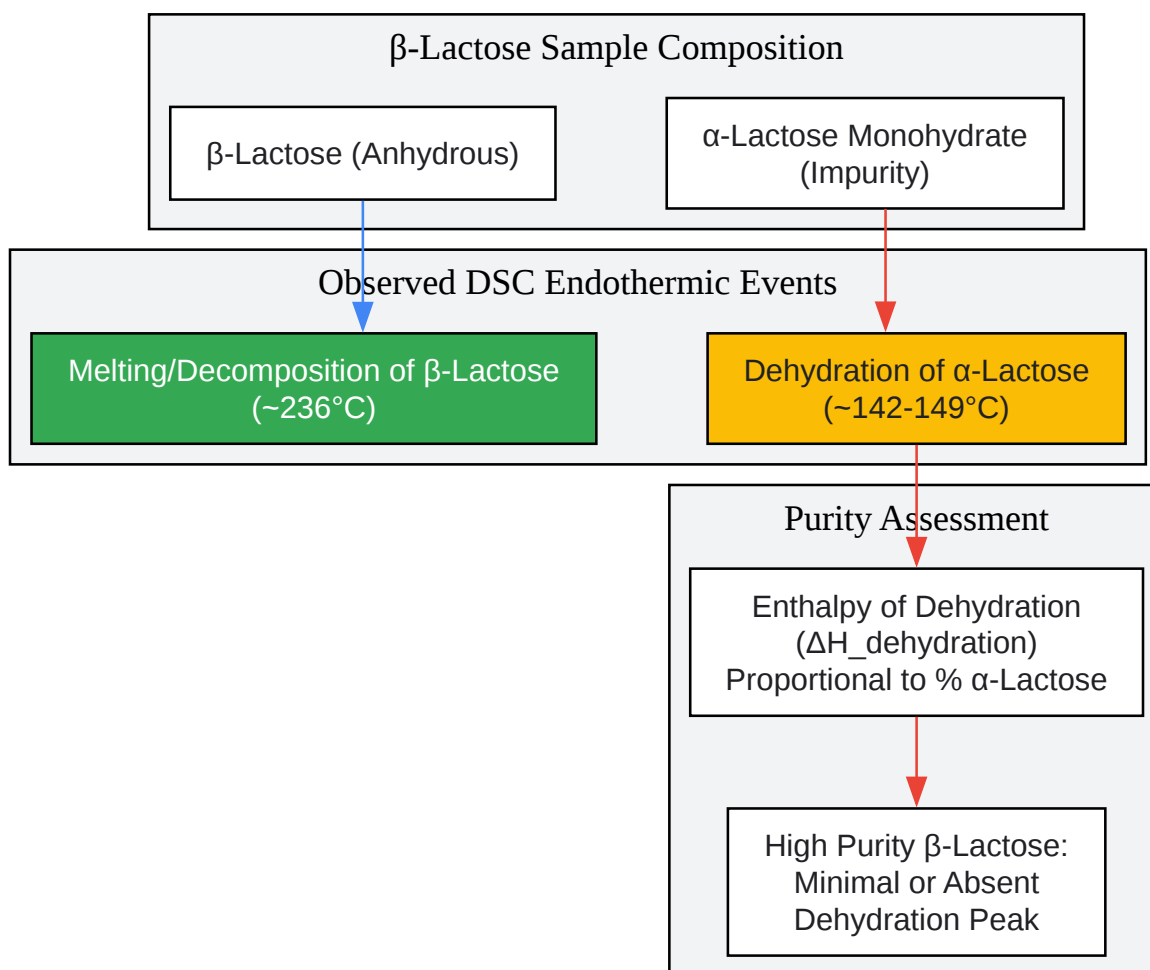 β-Lactose Sample Composition
β-Lactose (Anhydrous)
α-Lactose Monohydrate
(Impurity)
Observed DSC Endothermic Events
Melting/Decomposition of β-Lactose
(~236°C)
Dehydration of α-Lactose
(~142-149°C)
Purity Assessment
Enthalpy of Dehydration
(ΔH_dehydration)
Proportional to % α-Lactose
High Purity β-Lactose:
Minimal or Absent
Dehydration Peak